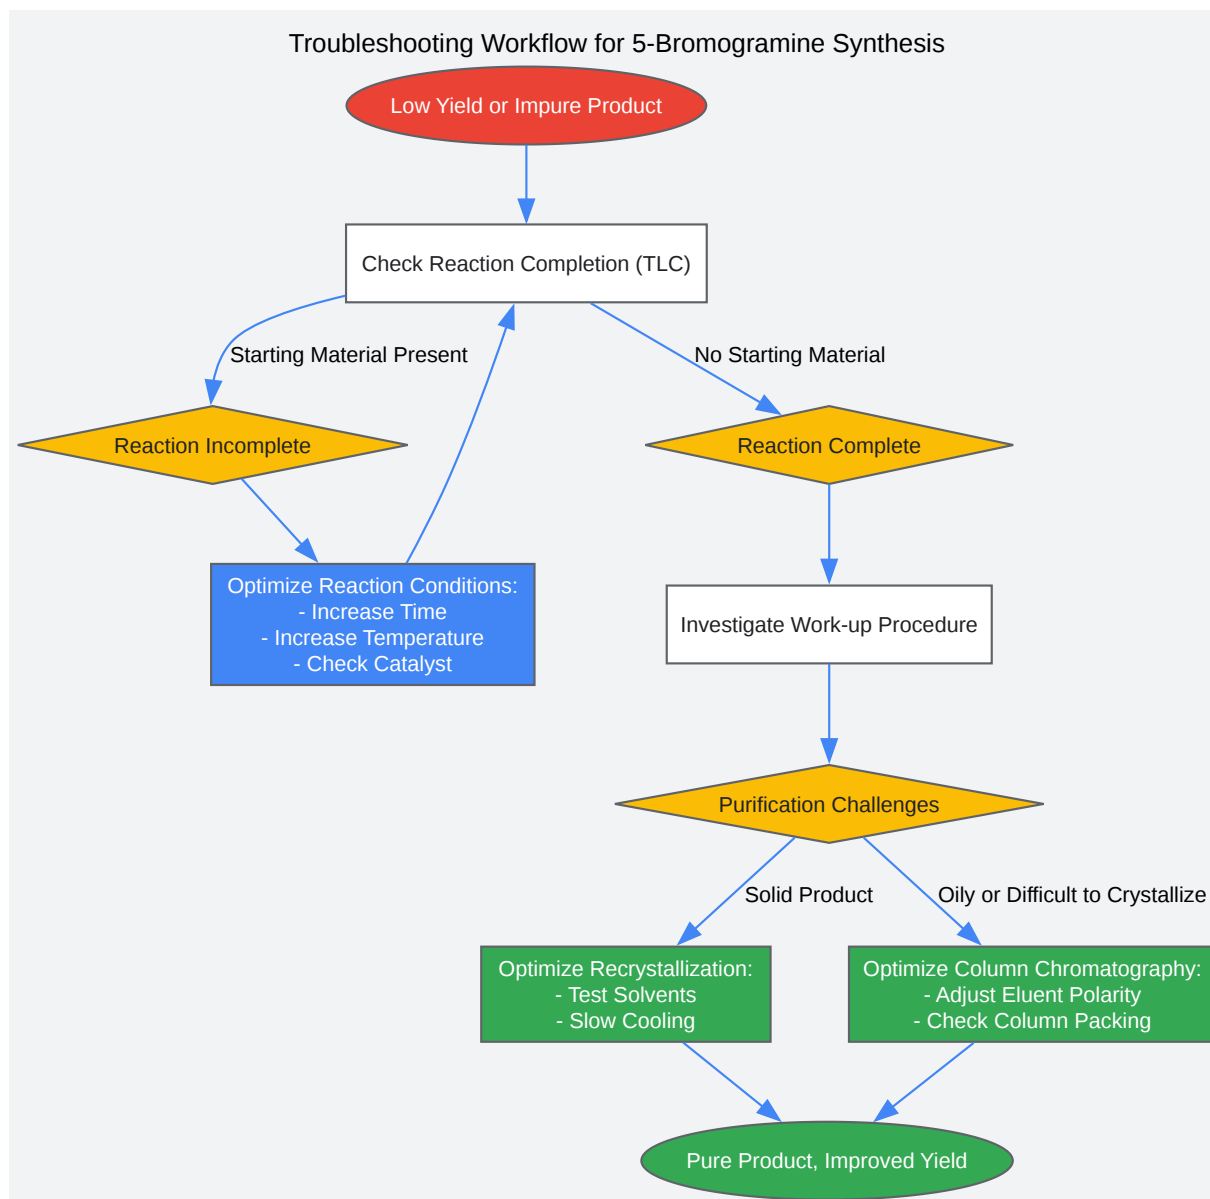 Troubleshooting Workflow for 5-Bromogramine Synthesis
Low Yield or Impure Product
Check Reaction Completion (TLC)
Starting Material Present
No Starting Material
Reaction Incomplete
Reaction Complete
Optimize Reaction Conditions:
- Increase Time
- Increase Temperature
- Check Catalyst
Investigate Work-up Procedure
Purification Challenges
Solid Product
Oily or Difficult to Crystallize
Optimize Recrystallization:
- Test Solvents
- Slow Cooling
Optimize Column Chromatography:
- Adjust Eluent Polarity
- Check Column Packing
Pure Product, Improved Yield